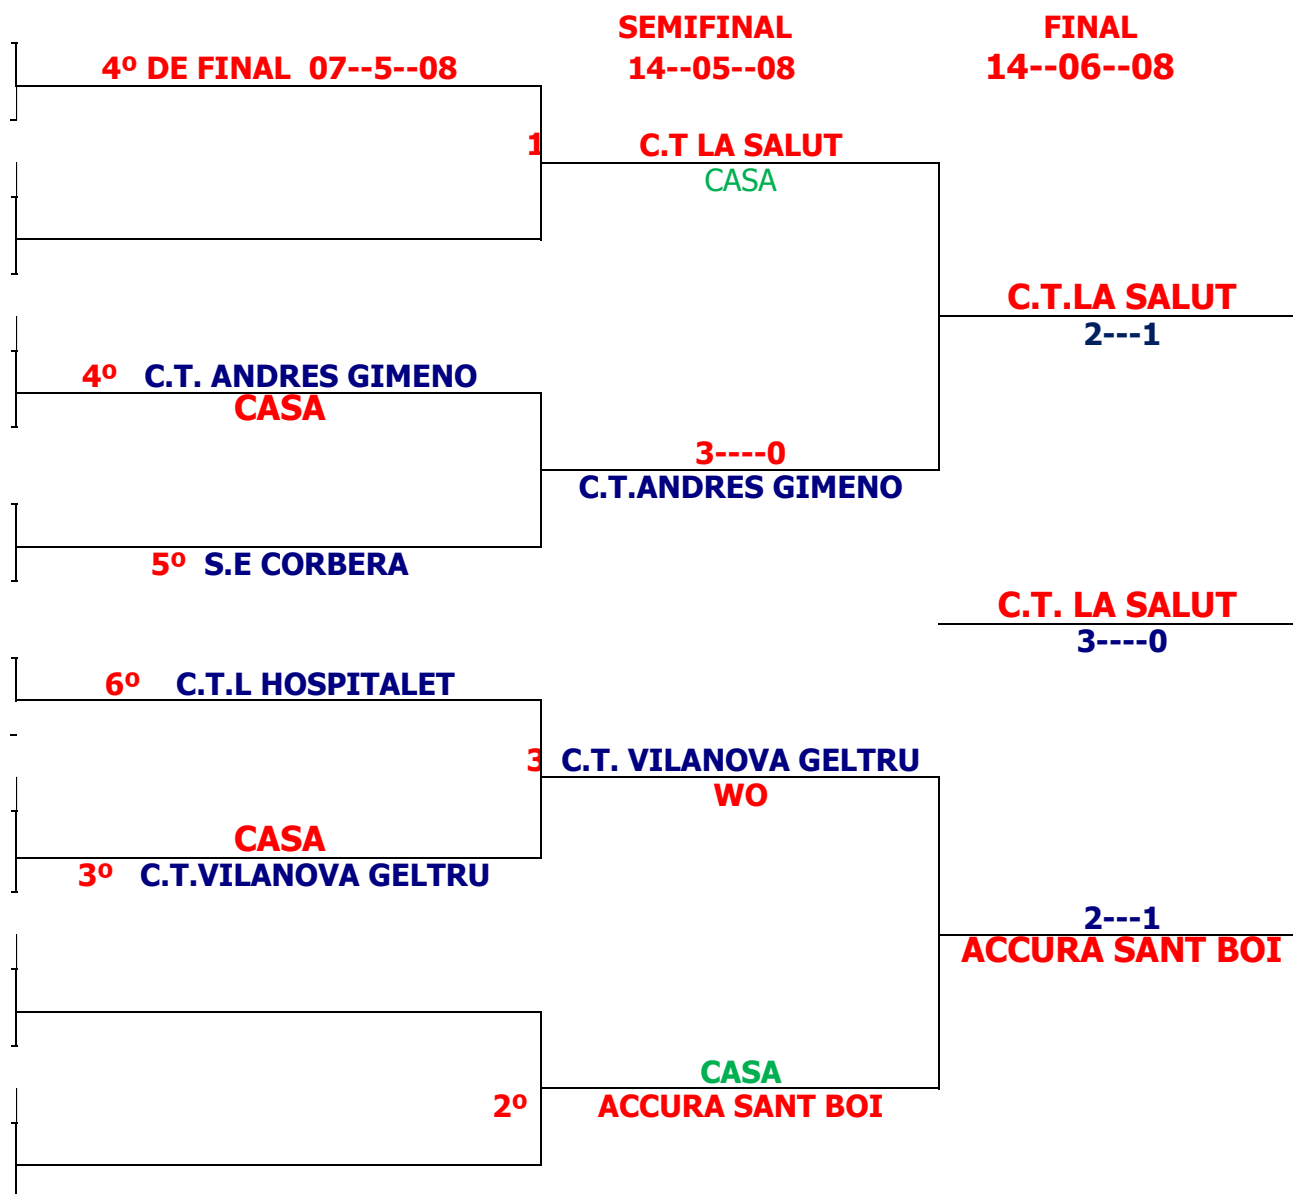 SEMIFINAL FINAL
4º DE FINAL 07--5--08 14--05--08 14--06--08
1 C.T LA SALUT
CASA
C.T.LA SALUT
2---1
4º C.T. ANDRES GIMENO
CASA
3----0
C.T.ANDRES GIMENO
5º S.E CORBERA
C.T. LA SALUT
3----0
6º C.T.L HOSPITALET
3 C.T. VILANOVA GELTRU
WO
CASA
3º C.T.VILANOVA GELTRU
2---1
ACCURA SANT BOI
CASA
2º ACCURA SANT BOI